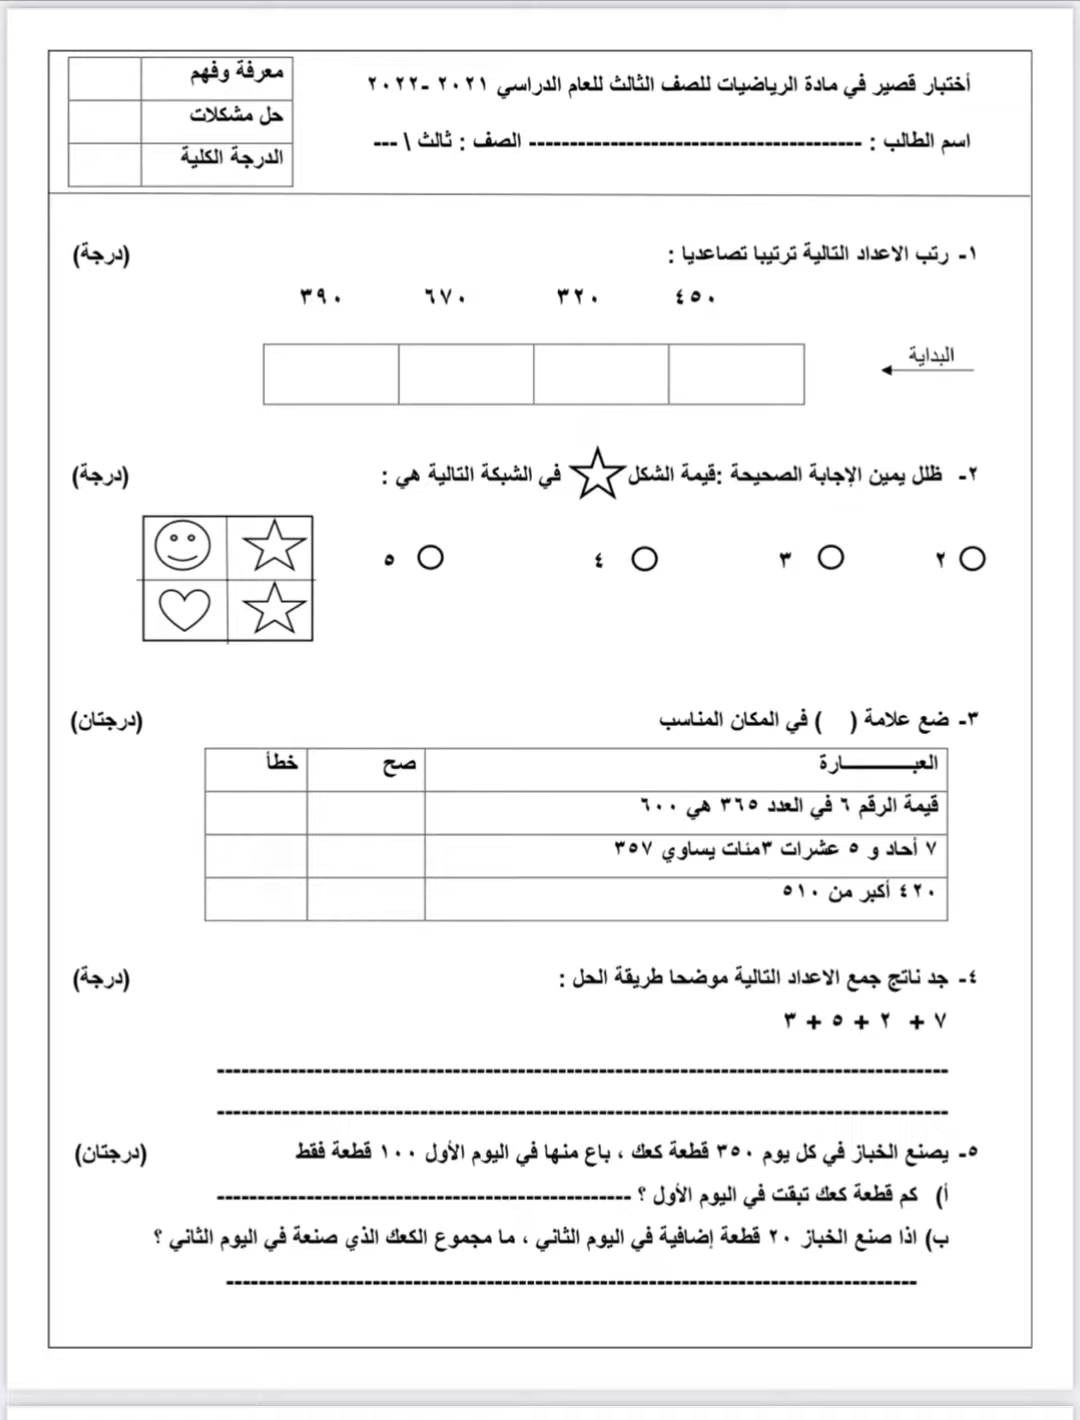 أختبار قصير في مادة الرياضيات للصف الثالث للعام الدراسي ٢٠٢١ -٢٠٢٢
اسم الطالب : ---------------------------------------- الصف : ثالث \ ---
معرفة وفهم
حل مشكلات
الدرجة الكلية
١- رتب الاعداد التالية ترتيبا تصاعديا : (درجة)
٤٥٠ ٣٢٠ ٦٧٠ ٣٩٠
البداية
٢- ظلل يمين الإجابة الصحيحة :قيمة الشكل في الشبكة التالية هي : (درجة)
٢ ٣ ٤ ٥
٣- ضع علامة ( ) في المكان المناسب (درجتان)
العبـــــــــارة صح خطأ
قيمة الرقم ٦ في العدد ٣٦٥ هي ٦٠٠
٧ أحاد و ٥ عشرات ٣مئات يساوي ٣٥٧
٤٢٠ أكبر من ٥١٠
٤- جد ناتج جمع الاعداد التالية موضحا طريقة الحل : (درجة)
٧ + ٢ + ٥ + ٣
٥- يصنع الخباز في كل يوم ٣٥٠ قطعة كعك ، باع منها في اليوم الأول ١٠٠ قطعة فقط (درجتان)
أ) كم قطعة كعك تبقت في اليوم الأول ؟ --------------------------------------------------
ب) اذا صنع الخباز ٢٠ قطعة إضافية في اليوم الثاني ، ما مجموع الكعك الذي صنعة في اليوم الثاني ؟